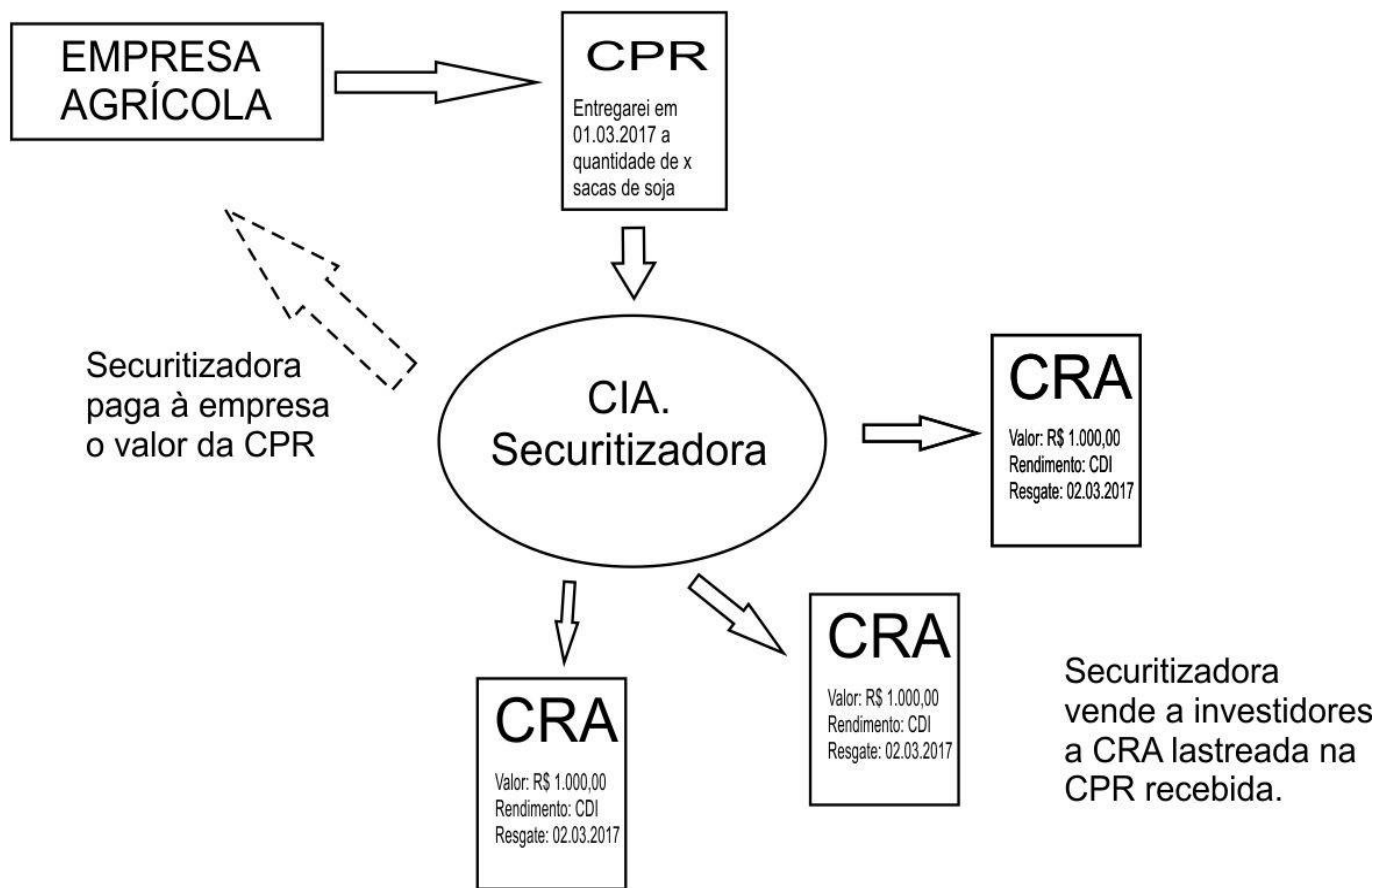 EMPRESA
AGRÍCOLA
CPR
Entregarei em
01.03.2017 a
quantidade de x
sacas de soja
Securitizadora
paga à empresa
o valor da CPR
CIA.
Securitizadora
CRA
Valor: R$ 1.000,00
Rendimento: CDI
Resgate: 02.03.2017
CRA
Valor: R$ 1.000,00
Rendimento: CDI
Resgate: 02.03.2017
CRA
Valor: R$ 1.000,00
Rendimento: CDI
Resgate: 02.03.2017
Securitizadora
vende a investidores
a CRA lastreada na
CPR recebida.